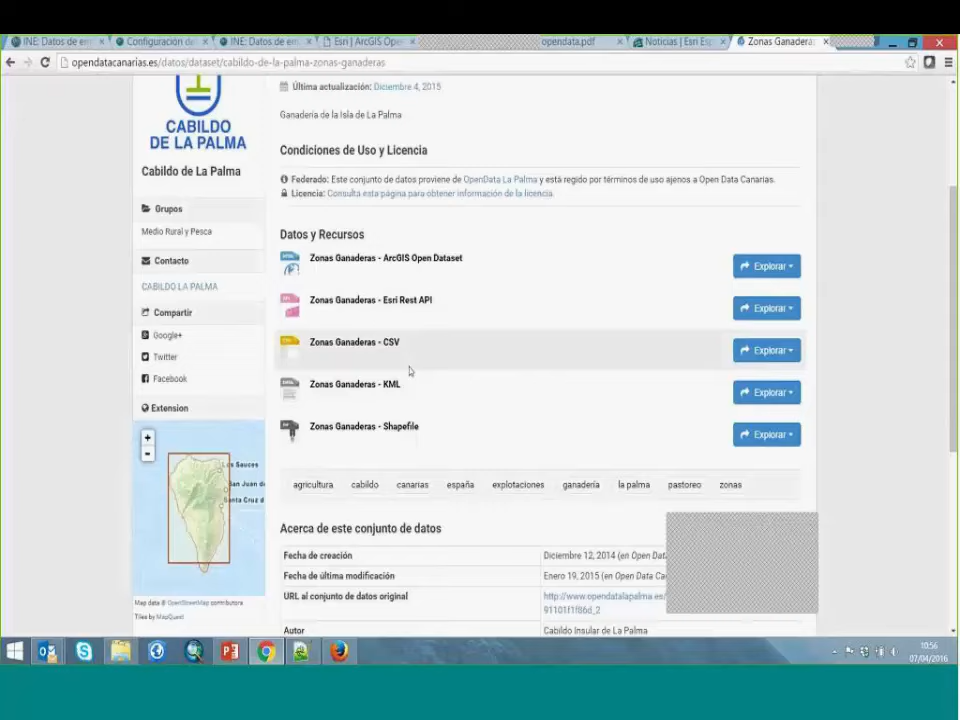 INE: Datos de en
Configuración de
INE: Datos de en
Esri | ArcGIS Op
opendata.pdf
Noticias | Esri Es
Zonas Ganadera
opendatacanarias.es/datos/dataset/cabildo-de-la-palma-zonas-ganaderas
CABILDO
DE LA PALMA
Cabildo de La Palma
Grupos
Medio Rural y Pesca
Contacto
CABILDO LA PALMA
Compartir
Google+
Twitter
Facebook
Extension
+
-
Los Sauces
San Juan d
Santa Cruz d
Map data @ OpenStreetMap contributors
Tiles by MapQuest
Última actualización: Diciembre 4, 2015
Ganadería de la Isla de La Palma
Condiciones de Uso y Licencia
Federado: Este conjunto de datos proviene de OpenData La Palma y está regido por términos de uso ajenos a Open Data Canarias.
Licencia: Consulta esta página para obtener información de la licencia.
Datos y Recursos
Zonas Ganaderas - ArcGIS Open Dataset
Explorar
Zonas Ganaderas - Esri Rest API
Explorar
Zonas Ganaderas - CSV
Explorar
Zonas Ganaderas - KML
Explorar
Zonas Ganaderas - Shapefile
Explorar
agricultura cabildo canarias españa explotaciones ganadería la palma pastoreo zonas
Acerca de este conjunto de datos
Fecha de creación Diciembre 12, 2014 (en Open Dat
Fecha de última modificación Enero 19, 2015 (en Open Data Ca
URL al conjunto de datos original http://www.opendatalapalma.es/
91101f1f86d_2
Autor Cabildo Insular de La Palma
10:56
07/04/2016